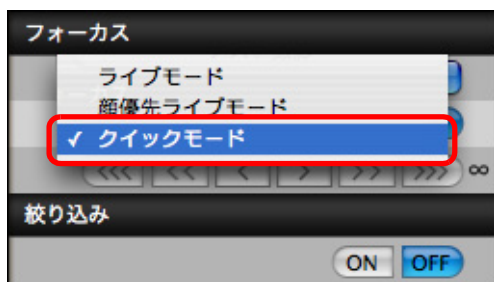 フォーカス
ライブモード
顔優先ライブモード
✓ クイックモード
<<< << < > >> >>> ∞
絞り込み
ON OFF